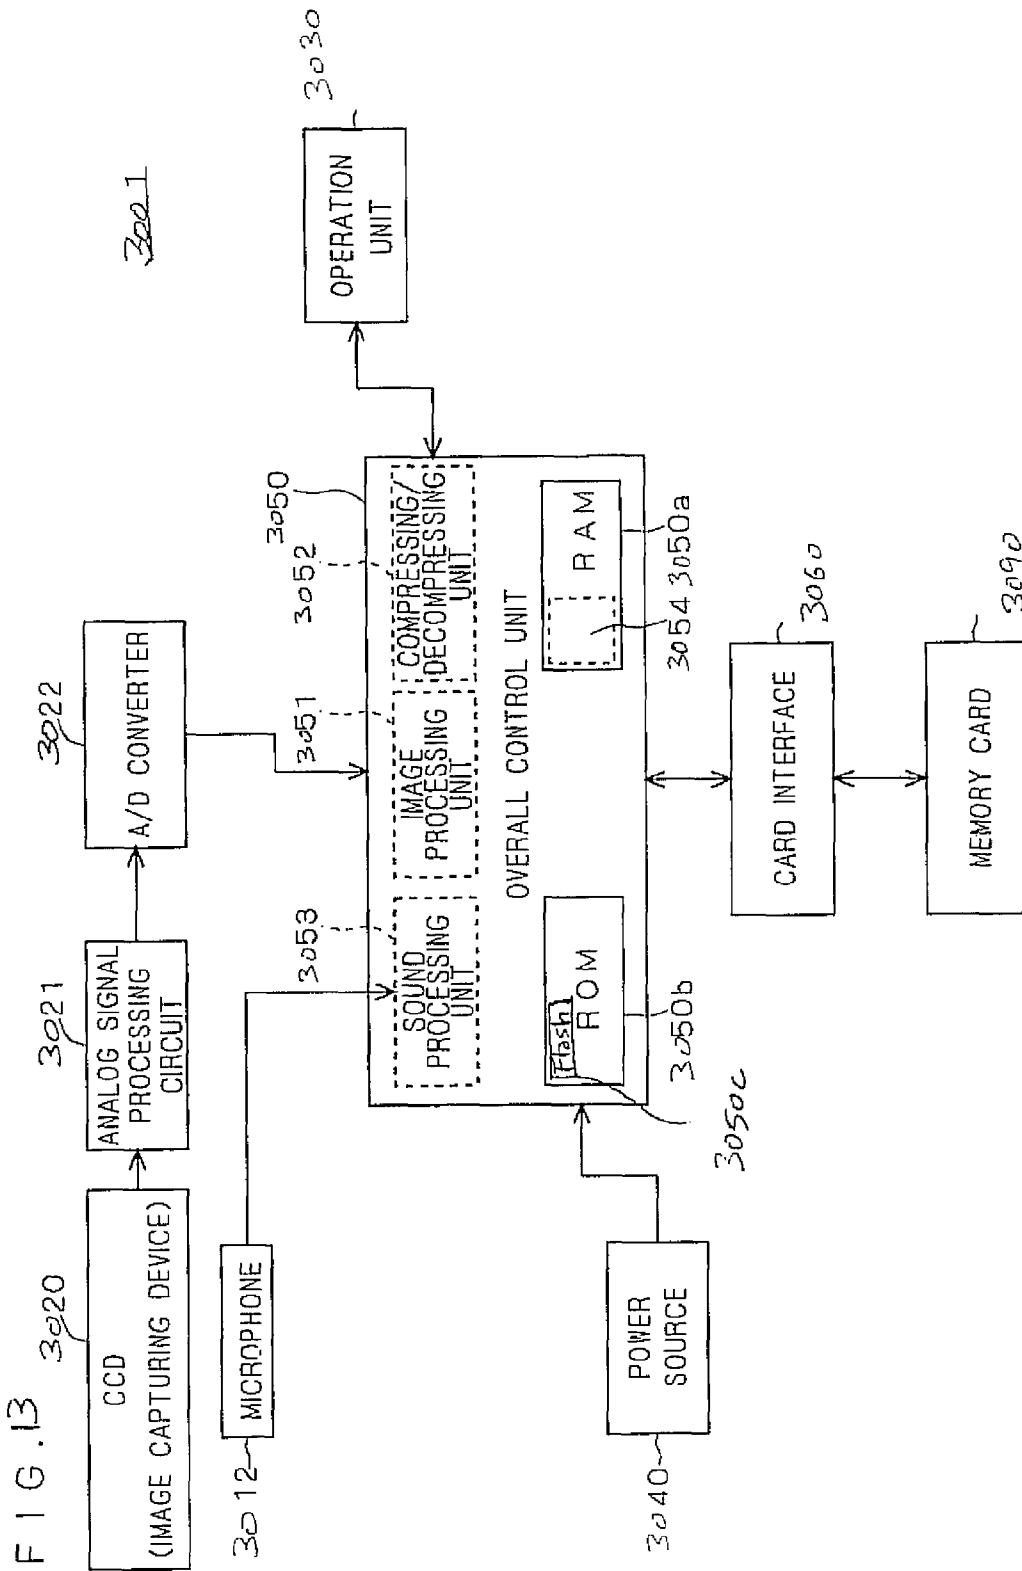 FIG.13
3001
3020
CCD
(IMAGE CAPTURING DEVICE)
3021
ANALOG SIGNAL
PROCESSING
CIRCUIT
3022
A/D CONVERTER
3012
MICROPHONE
3030
OPERATION
UNIT
3050
3053
SOUND
PROCESSING
UNIT
3051
IMAGE
PROCESSING
UNIT
3052
COMPRESSING/
DECOMPRESSING
UNIT
OVERALL CONTROL UNIT
Flash
ROM
3050b
3050c
RAM
3054
3050a
3040
POWER
SOURCE
3060
CARD INTERFACE
3090
MEMORY CARD